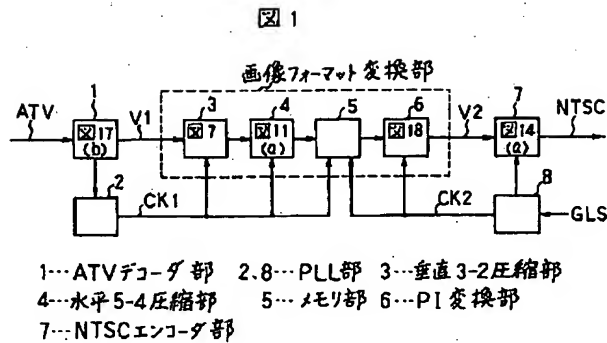 図1
画像フォーマット変換部
1 3 4 5 6 7
ATV 図17(b) V1 図7 図11(a) 図18 V2 図14(a) NTSC
2 CK1 CK2 8 GLS
1…ATVデコーダ部 2、8…PLL部 3…垂直3-2圧縮部
4…水平5-4圧縮部 5…メモリ部 6…PI変換部
7…NTSCエンコーダ部